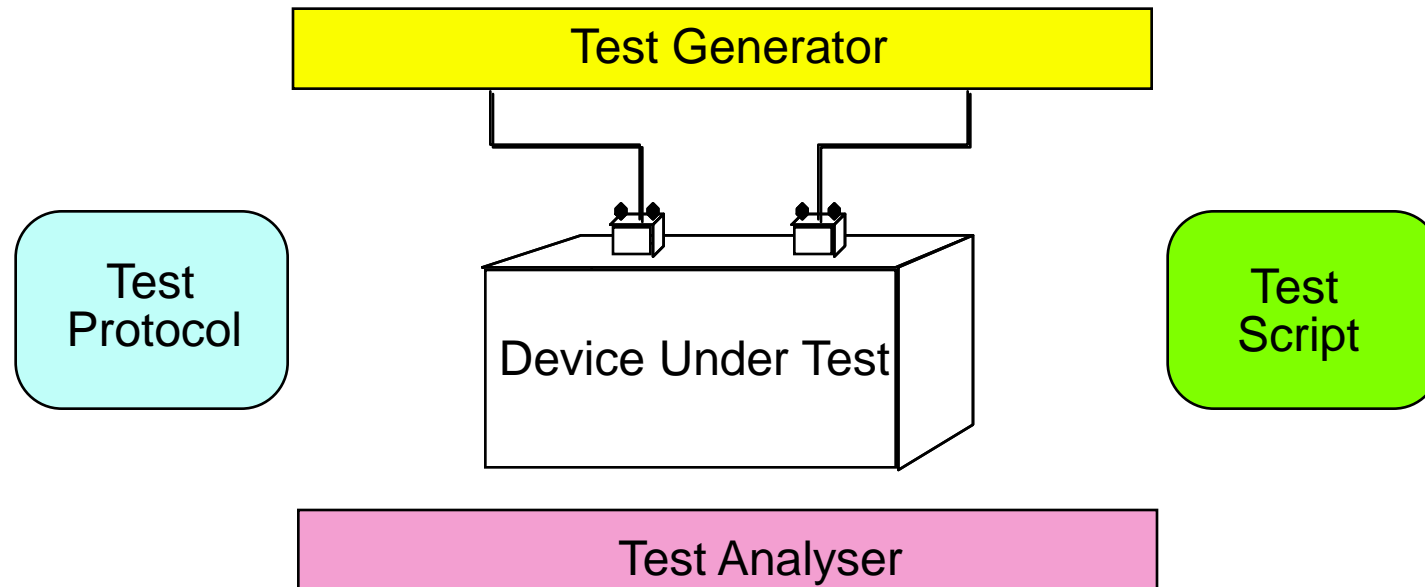 Test Generator
Test
Protocol
Device Under Test
Test
Script
Test Analyser